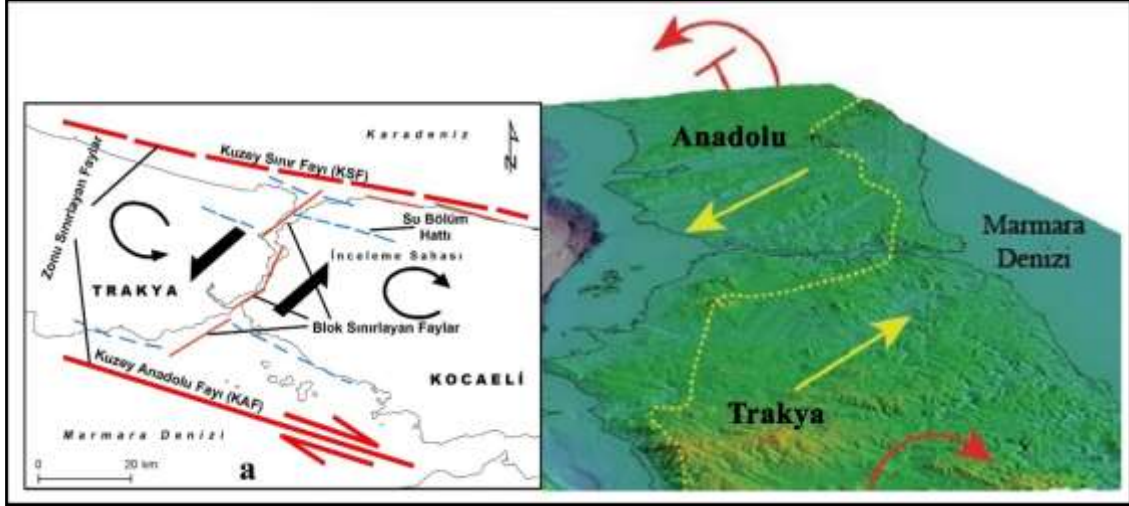 Karadeniz
N
Kuzey Sınır Fayı (KSF)
Zonu Sınırlayan Faylar
Su Bölüm
Hattı
İnceleme Sahası
TRAKYA
Blok Sınırlayan Faylar
KOCAELİ
Kuzey Anadolu Fayı (KAF)
Marmara Denizi
0 20 km
a
Anadolu
Marmara
Denizi
Trakya